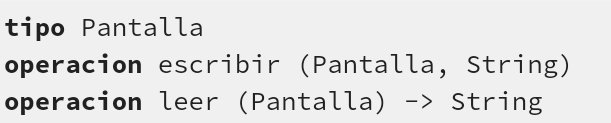 tipo Pantalla
operacion escribir (Pantalla, String)
operacion leer (Pantalla) -> String